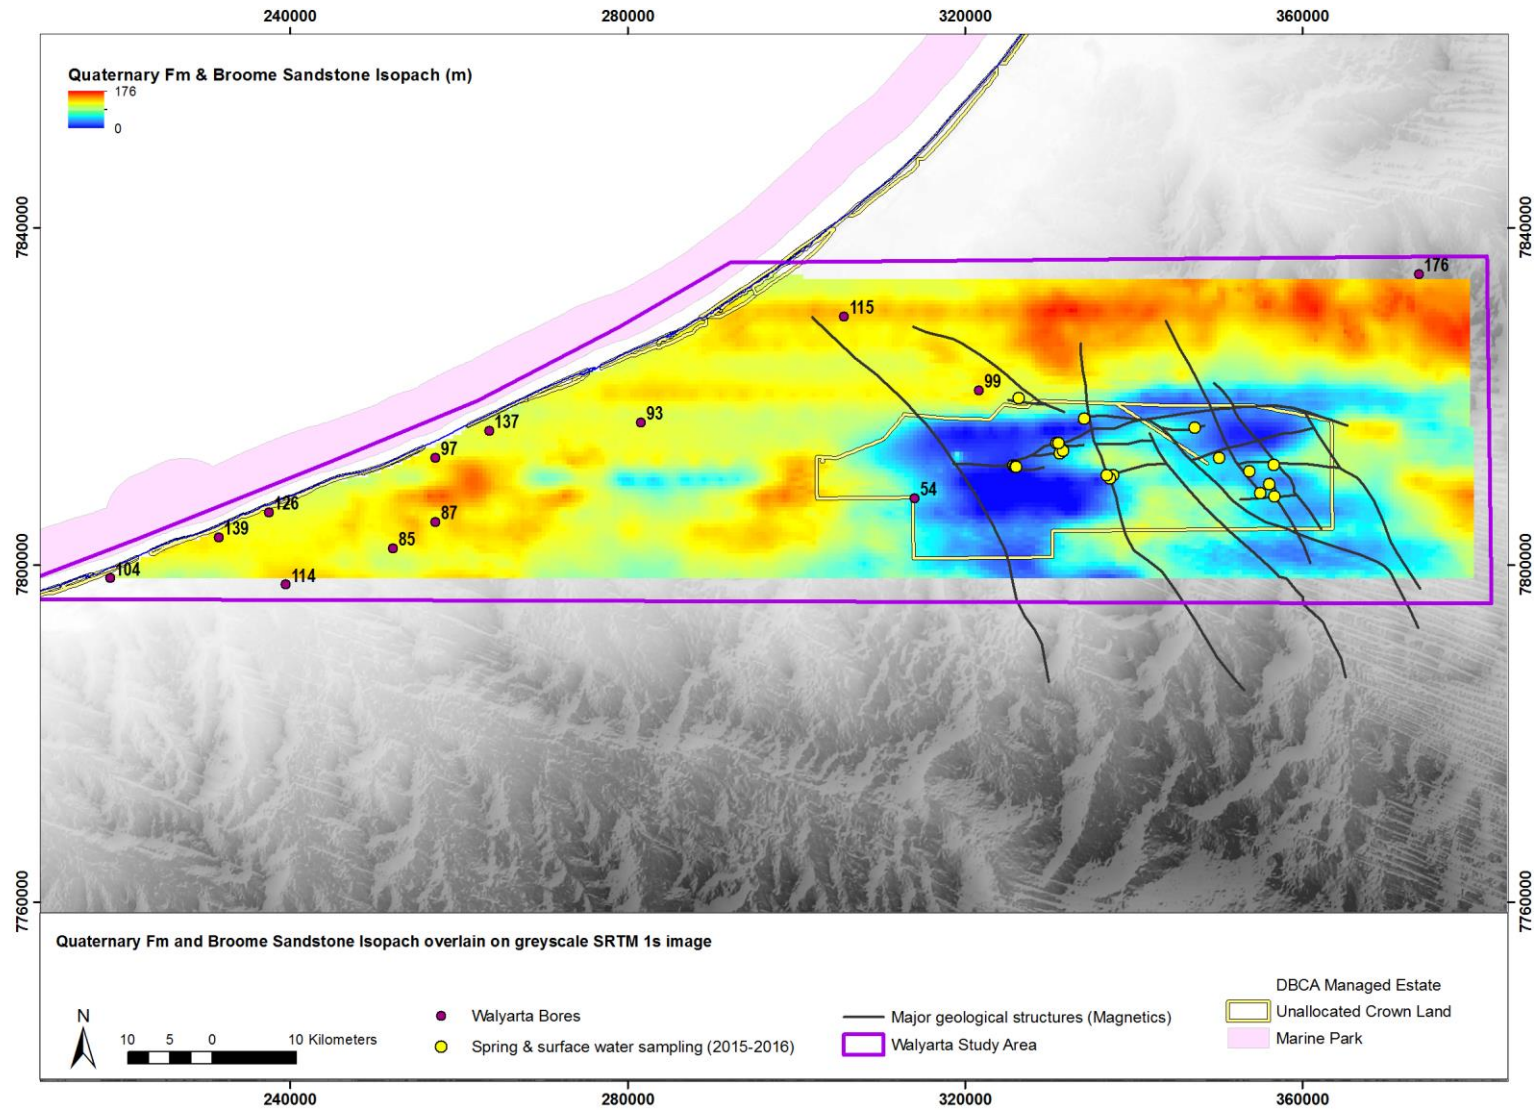 240000 280000 320000 360000
Quaternary Fm & Broome Sandstone Isopach (m)
176
0
7840000 7840000
176
115
99
93
137
97
54
87
126
139
85
104
114
7800000 7800000
7760000 7760000
Quaternary Fm and Broome Sandstone Isopach overlain on greyscale SRTM 1s image
N
10 5 0 10 Kilometers
Walyarta Bores
Spring & surface water sampling (2015-2016)
Major geological structures (Magnetics)
Walyarta Study Area
DBCA Managed Estate
Unallocated Crown Land
Marine Park
240000 280000 320000 360000